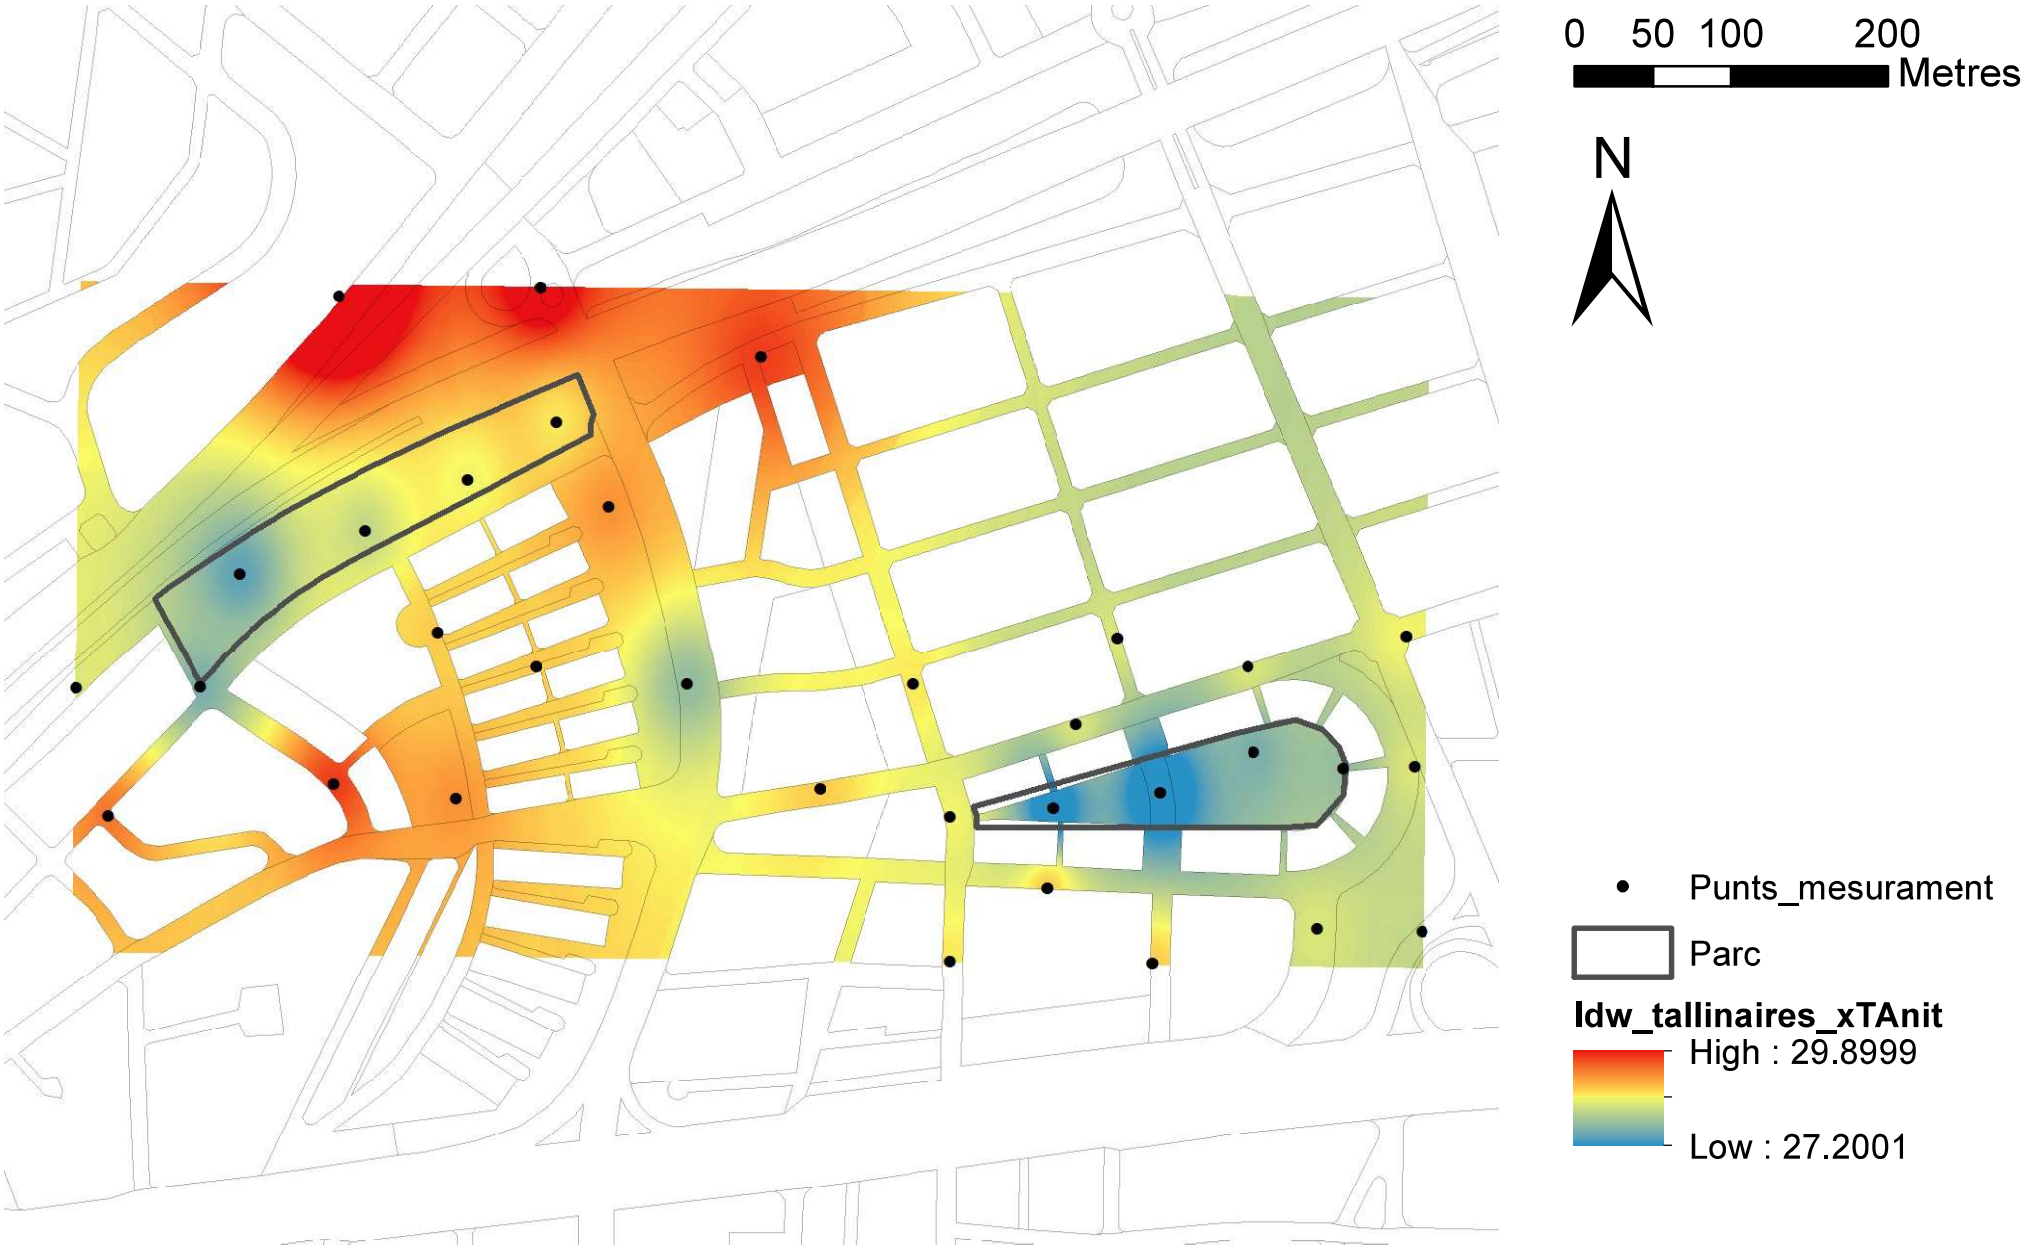 0 50 100 200
Metres
N
Punts_mesurament
Parc
Idw_tallinaires_xTAnit
High : 29.8999
Low : 27.2001